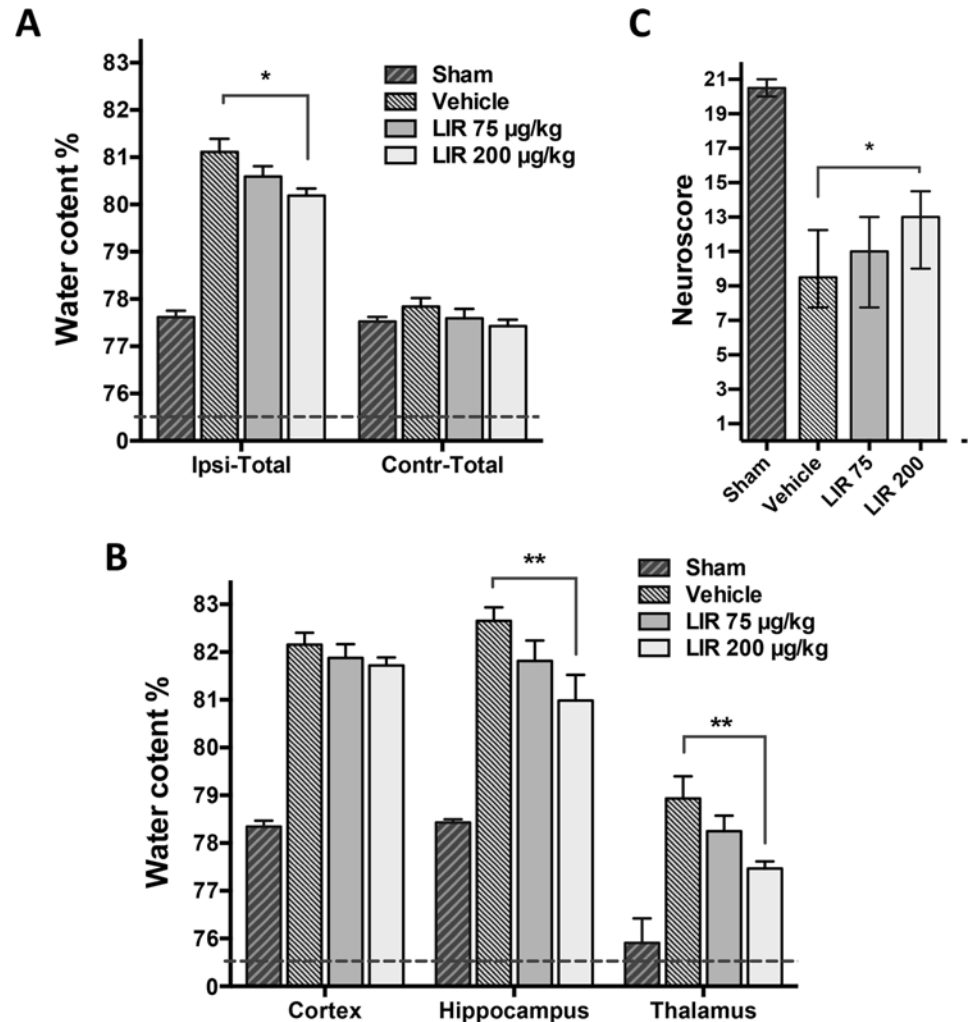 A
Water cotent %
83
82
81
80
79
78
77
76
0
*
Sham
Vehicle
LIR 75 µg/kg
LIR 200 µg/kg
Ipsi-Total
Contr-Total
C
Neuroscore
21
19
17
15
13
11
9
7
5
3
1
*
Sham
Vehicle
LIR 75
LIR 200
B
Water cotent %
83
82
81
80
79
78
77
76
0
**
**
Sham
Vehicle
LIR 75 µg/kg
LIR 200 µg/kg
Cortex
Hippocampus
Thalamus